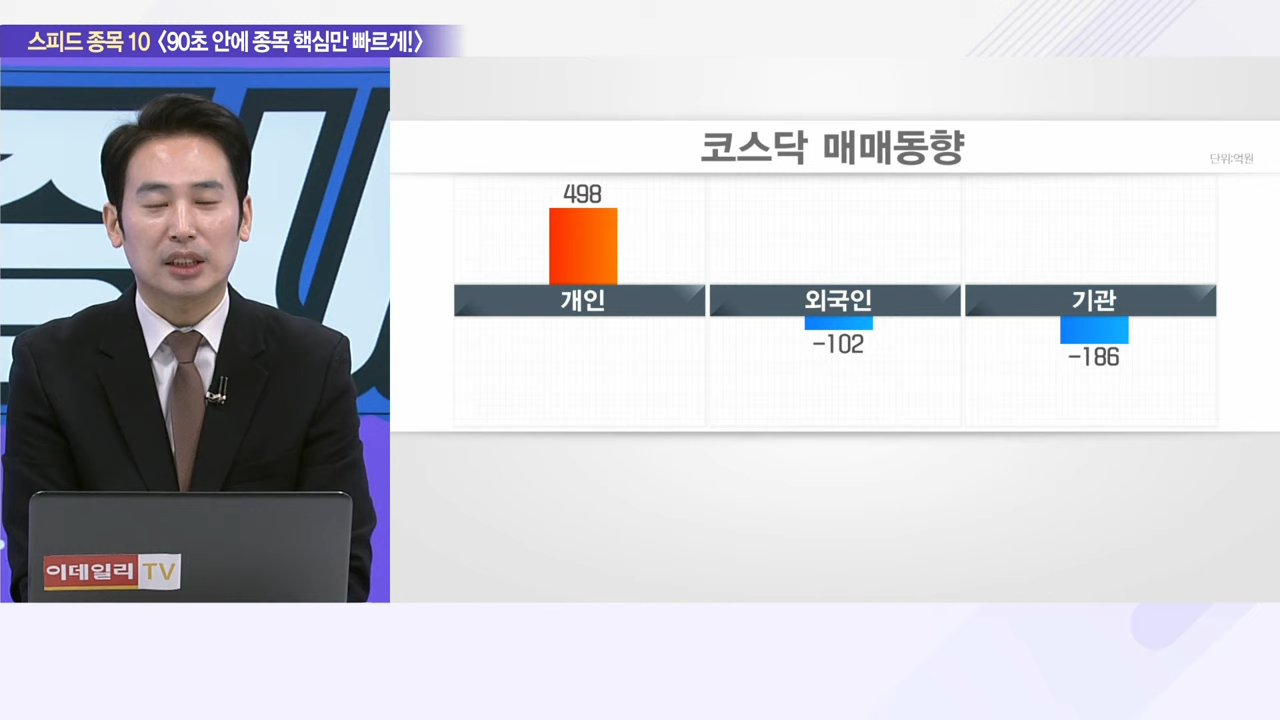 스피드 종목 10 〈90초 안에 종목 핵심만 빠르게!〉
코스닥 매매동향
단위:억원
498
개인 외국인 기관
-102
-186
이데일리 TV